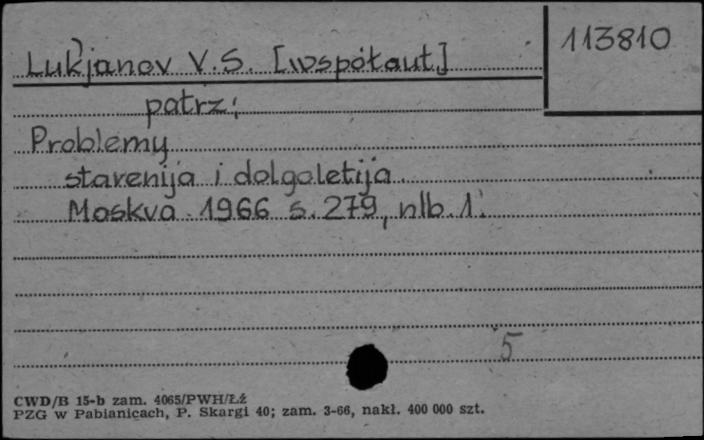 Lukjanov V.S. [współaut.]
113810
patrz:
Problemy
starenija i dolgoletija.
Moskva 1966 s. 279, nlb. 1.
5
CWD/B 15-b zam. 4065/PWH/Łź
PZG w Pabianicach, P. Skargi 40; zam. 3-66, nakł. 400 000 szt.